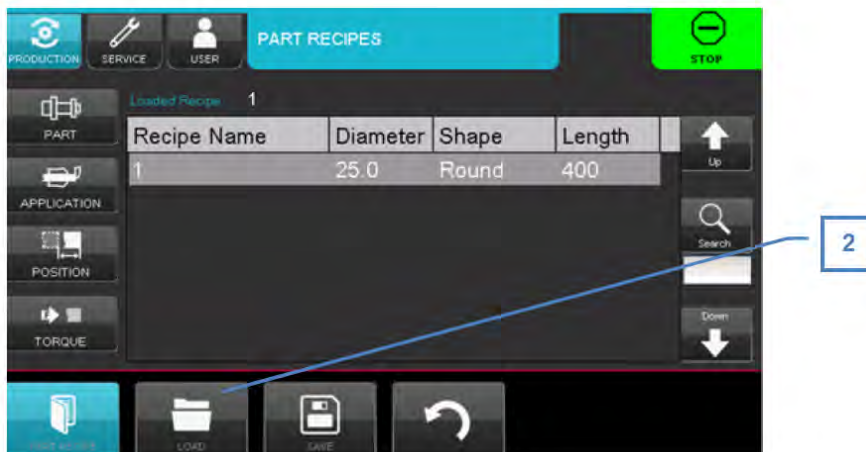 PRODUCTION
SERVICE
USER
PART RECIPES
STOP
Loaded Recipe 1
PART
Recipe Name Diameter Shape Length
Up
1 25.0 Round 400
APPLICATION
Search
2
POSITION
Down
TORQUE
LOAD
SAVE